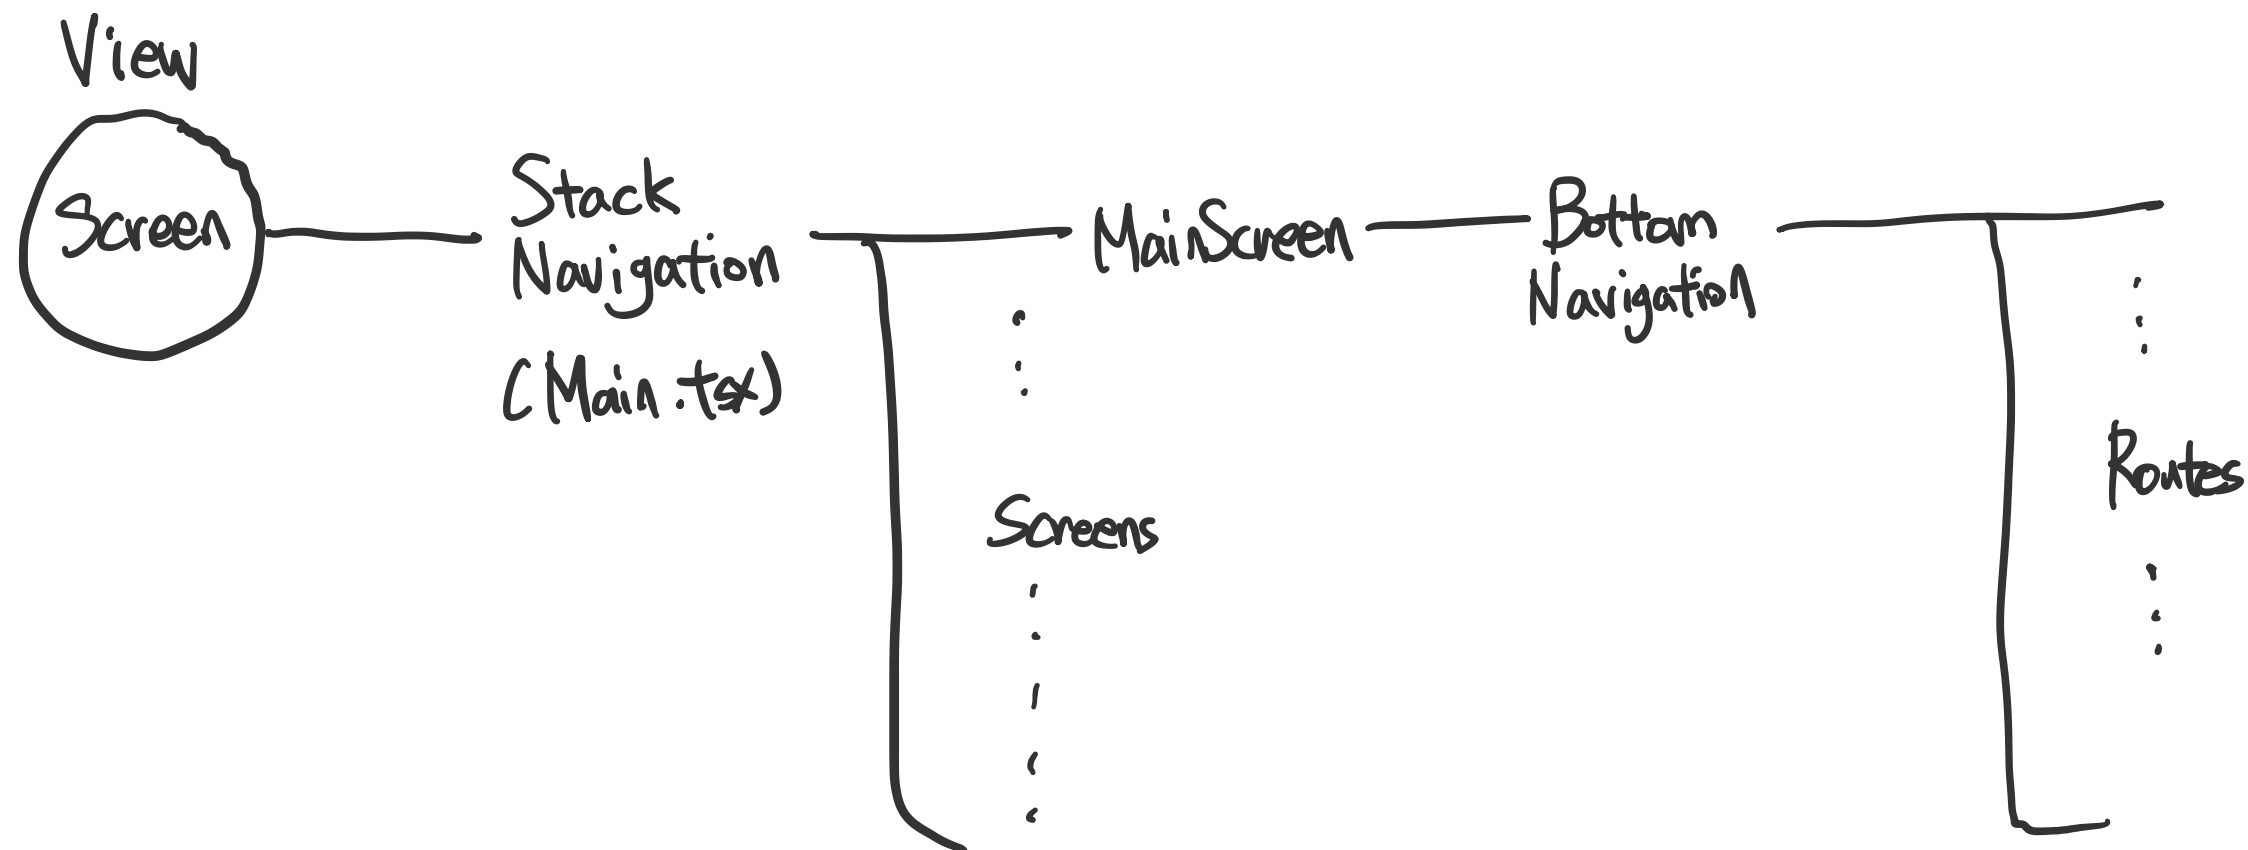 View
Screen
Stack
Navigation
(Main.tsx)
MainScreen
Screens
Bottom
Navigation
Routes